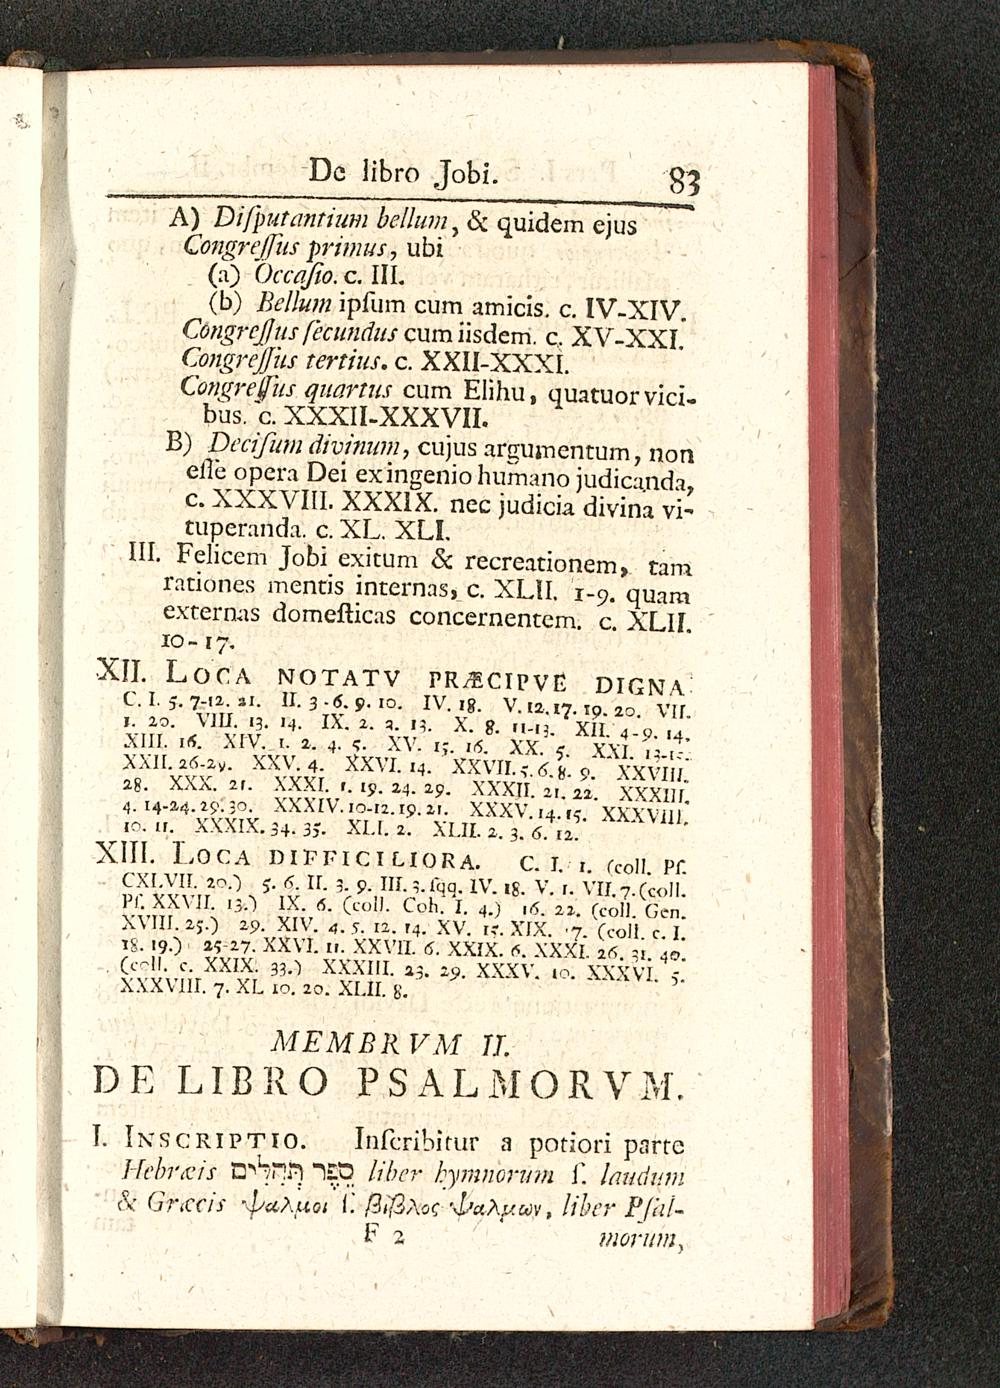 De libro Jobi. 83
A) Diſputantium bellum, & quidem ejus
Congreſſus primus, ubi
(a) Occaſio. c. III.
(b) Bellum ipſum cum amicis. c. IV-XIV.
Congreſſus ſecundus cum iisdem. c. XV-XXI.
Congreſſus tertius. c. XXII-XXXI.
Congreſſus quartus cum Elihu, quatuor vici-
bus. c. XXXII-XXXVII.
B) Deciſum divinum, cujus argumentum, non
eſſe opera Dei ex ingenio humano judicanda,
c. XXXVIII. XXXIX. nec judicia divina vi-
tuperanda. c. XL. XLI.
III. Felicem Jobi exitum & recreationem, tam
rationes mentis internas, c. XLII. 1-9. quam
externas domeſticas concernentem. c. XLII.
10-17.
XII. LOCA NOTATV PRÆCIPVE DIGNA
C. I. 5. 7-12. 21. II. 3-6. 9. 10. IV. 18. V. 12. 17. 19. 20. VII.
1. 20. VIII. 13. 14. IX. 2. 3. 13. X. 8. 11-13. XII. 4-9. 14.
XIII. 16. XIV. 1. 2. 4. 5. XV. 15. 16. XX. 5. XXI.
XXII. 26-29. XXV. 4. XXVI. 14. XXVII. 5. 6. 8. 9. XXVIII.
28. XXX. 21. XXXI. 1. 19. 24. 29. XXXII. 21. 22. XXXIII.
4. 14-24. 29. 30. XXXIV. 10-12. 19. 21. XXXV. 14. 15. XXXVIII.
10. 11. XXXIX. 34. 35. XLI. 2. XLII. 2. 3. 6. 12.
XIII. LOCA DIFFICILIORA. C. I. 1. (coll. Pſ.
CXLVII. 20.) 5. 6. II. 3. 9. III. 3. ſqq. IV. 18. V. 1. VII. 7. (coll.
Pſ. XXVII. 13.) IX. 6. (coll. Coh. I. 4.) 16. 22. (coll. Gen.
XVIII. 25.) 29. XIV. 4. 5. 12. 14. XV. 15. XIX. 7. (coll. c. I.
18. 19.) 25-27. XXVI. 11. XXVII. 6. XXIX. 6. XXXI. 26. 31. 40.
(coll. c. XXIX. 33.) XXXIII. 23. 29. XXXV. 10. XXXVI. 5.
XXXVIII. 7. XL 10. 20. XLII. 8.
MEMBRVM II.
DE LIBRO PSALMORVM.
I. INSCRIPTIO. Inſcribitur a potiori parte
Hebræis סֵפֶר תְּהִלִּים liber hymnorum ſ. laudum
& Græcis ψαλμοι ſ. βιβλος ψαλμων, liber Pſal-
F 2 morum,